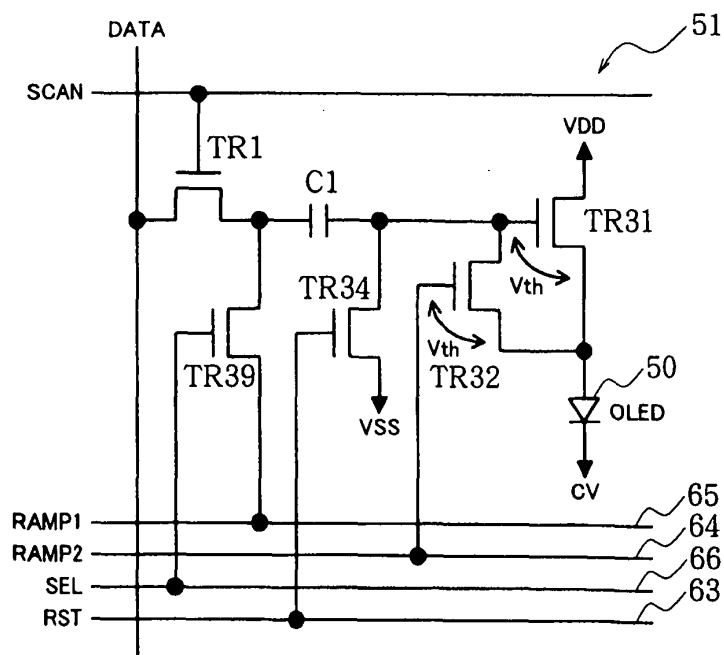 DATA
51
SCAN
VDD
TR1
C1
TR31
TR34
Vth
Vth
TR39
TR32
50
OLED
VSS
CV
65
RAMP1
64
RAMP2
66
SEL
63
RST